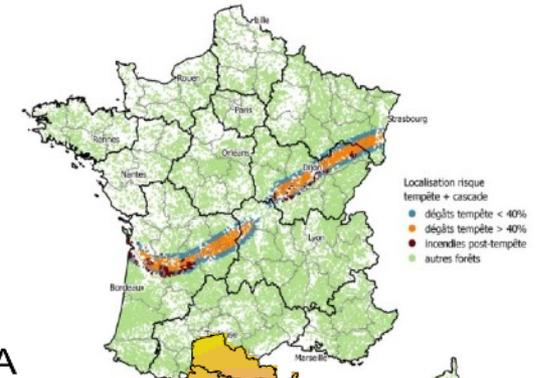 Lille
Rouen
Paris
Strasbourg
Rennes
Orléans
Dijon
Nantes
Localisation risque
tempête + cascade
dégâts tempête < 40%
dégâts tempête > 40%
incendies post-tempête
autres forêts
Lyon
Bordeaux
Toulouse
Marseille
A